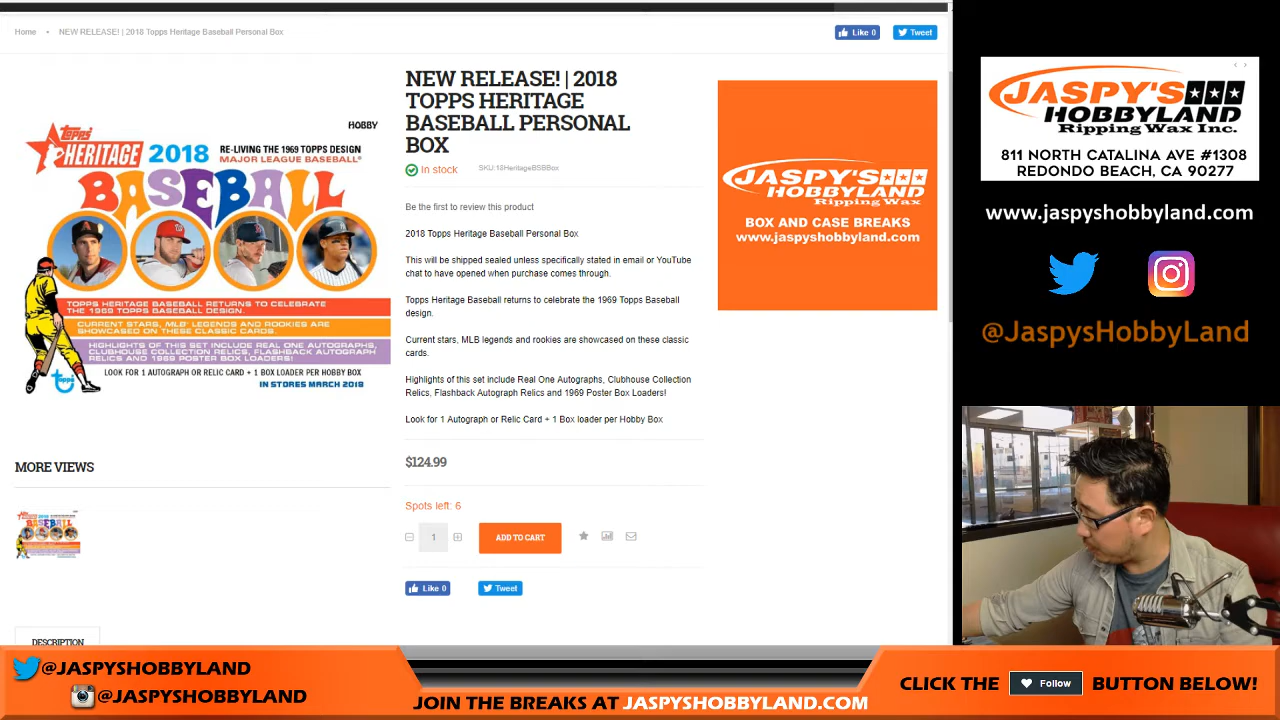 Home • NEW RELEASE! | 2018 Topps Heritage Baseball Personal Box
Like 0
Tweet
HOBBY
Topps
HERITAGE
2018
RE-LIVING THE 1969 TOPPS DESIGN
MAJOR LEAGUE BASEBALL®
BASEBALL
TOPPS HERITAGE BASEBALL RETURNS TO CELEBRATE
THE 1969 TOPPS BASEBALL DESIGN.
CURRENT STARS, MLB® LEGENDS AND ROOKIES ARE
SHOWCASED ON THESE CLASSIC CARDS.
HIGHLIGHTS OF THIS SET INCLUDE REAL ONE AUTOGRAPHS,
CLUBHOUSE COLLECTION RELICS, FLASHBACK AUTOGRAPH
RELICS AND 1969 POSTER BOX LOADERS!
LOOK FOR 1 AUTOGRAPH OR RELIC CARD + 1 BOX LOADER PER HOBBY BOX
topps
IN STORES MARCH 2018
MORE VIEWS
DESCRIPTION
NEW RELEASE! | 2018
TOPPS HERITAGE
BASEBALL PERSONAL
BOX
In stock
SKU:18HeritageBSBBox
Be the first to review this product
2018 Topps Heritage Baseball Personal Box
This will be shipped sealed unless specifically stated in email or YouTube
chat to have opened when purchase comes through.
Topps Heritage Baseball returns to celebrate the 1969 Topps Baseball
design.
Current stars, MLB legends and rookies are showcased on these classic
cards.
Highlights of this set include Real One Autographs, Clubhouse Collection
Relics, Flashback Autograph Relics and 1969 Poster Box Loaders!
Look for 1 Autograph or Relic Card + 1 Box loader per Hobby Box
$124.99
Spots left: 6
1
ADD TO CART
Like 0
Tweet
JASPY'S
HOBBYLAND
Ripping Wax
BOX AND CASE BREAKS
www.jaspyshobbyland.com
JASPY'S
HOBBYLAND
Ripping Wax Inc.
811 NORTH CATALINA AVE #1308
REDONDO BEACH, CA 90277
www.jaspyshobbyland.com
@JaspysHobbyLand
@JASPYSHOBBYLAND
@JASPYSHOBBYLAND
JOIN THE BREAKS AT JASPYSHOBBYLAND.COM
CLICK THE Follow BUTTON BELOW!